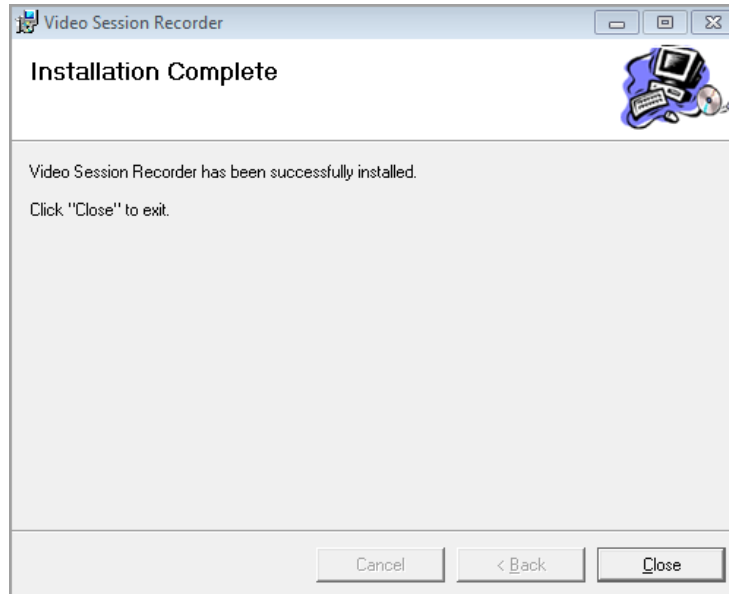 Video Session Recorder
Installation Complete
Video Session Recorder has been successfully installed.
Click "Close" to exit.
Cancel
< Back
Close